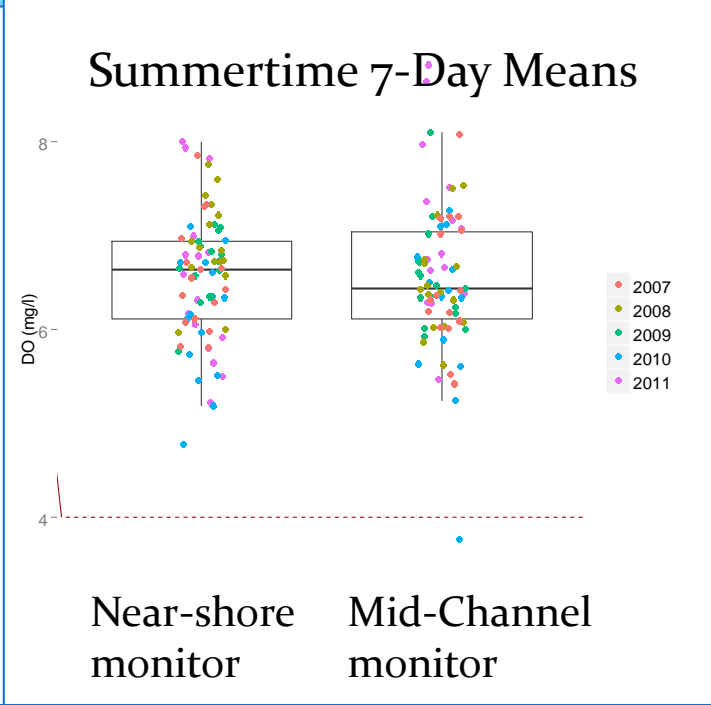 Summertime 7-Day Means
8
6
4
DO (mg/l)
2007
2008
2009
2010
2011
Near-shore
monitor
Mid-Channel
monitor